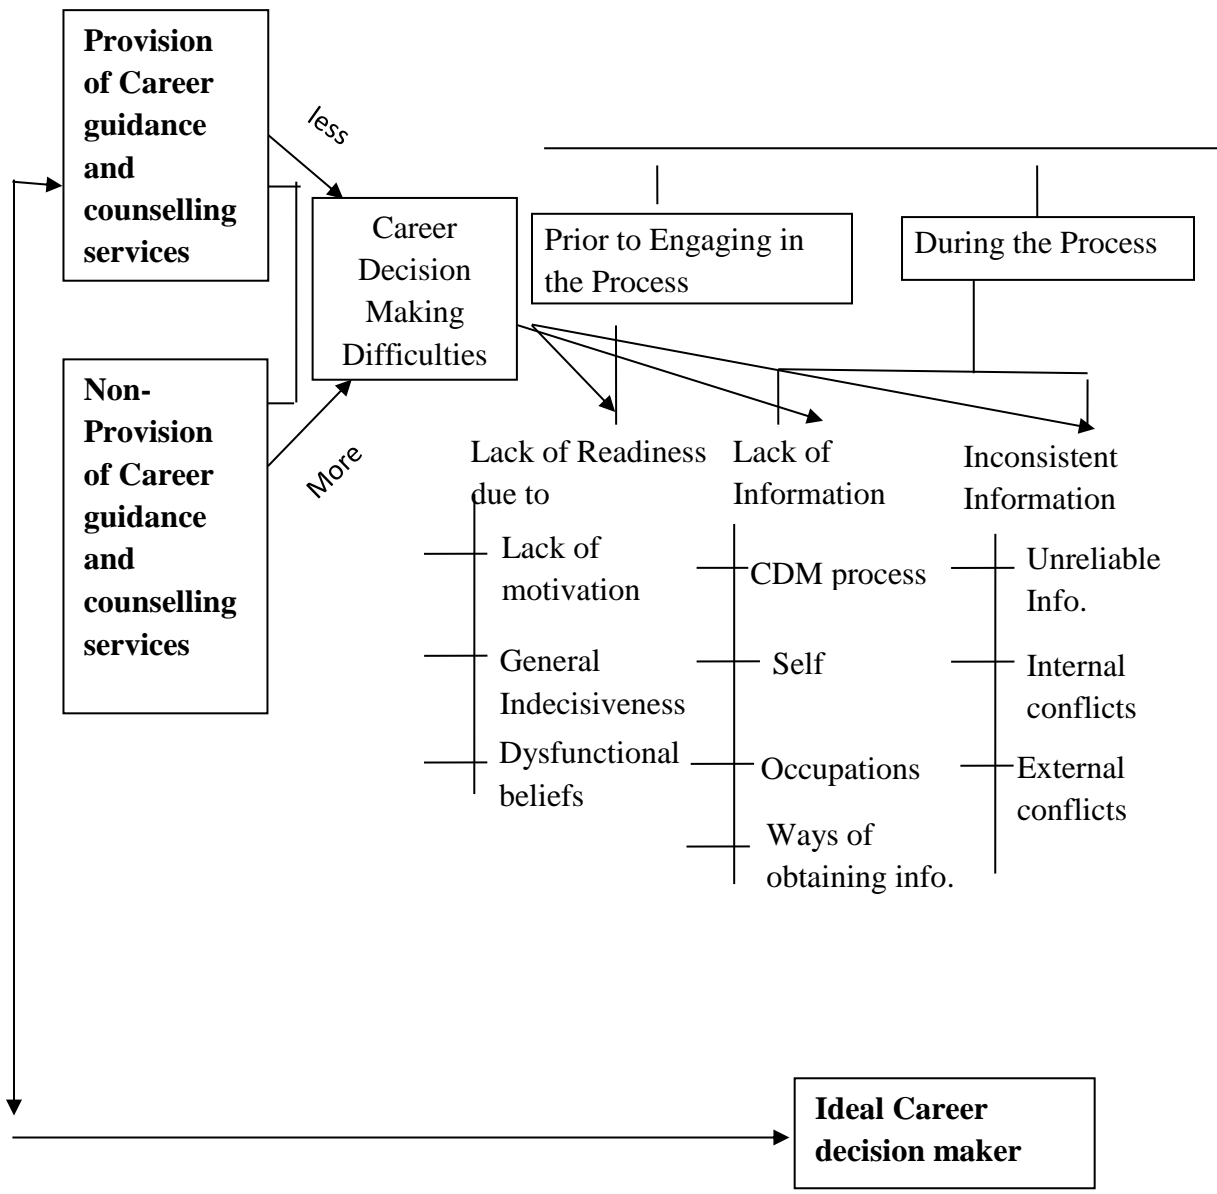 Provision
of Career
guidance
and
counselling
services
less
Career
Decision
Making
Difficulties
Prior to Engaging in
the Process
During the Process
Non-
Provision
of Career
guidance
and
counselling
services
More
Lack of Readiness
due to
Lack of
motivation
General
Indecisiveness
Dysfunctional
beliefs
Lack of
Information
CDM process
Self
Occupations
Ways of
obtaining info.
Inconsistent
Information
Unreliable
Info.
Internal
conflicts
External
conflicts
Ideal Career
decision maker